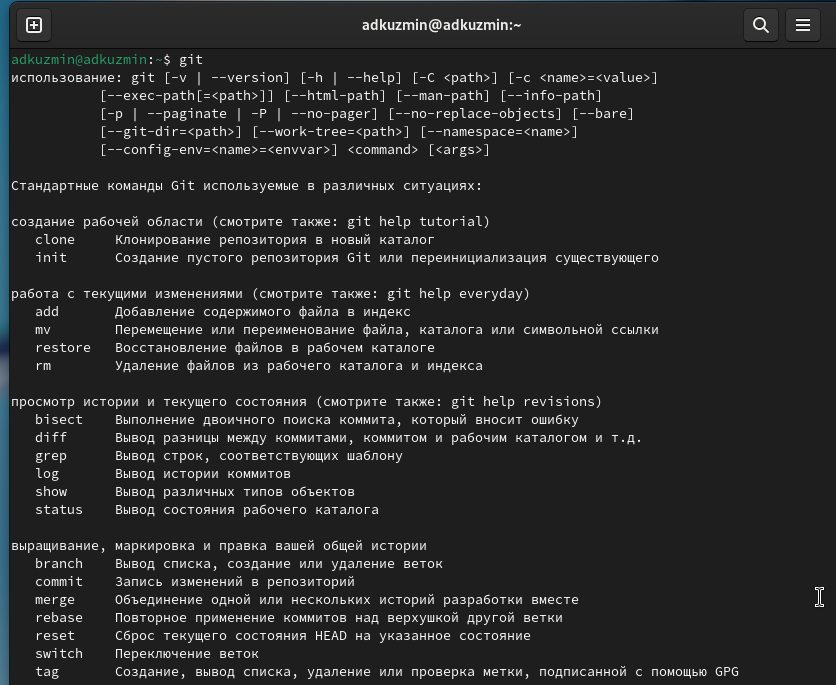 adkuzmin@adkuzmin:~
adkuzmin@adkuzmin:~$ git
использование: git [-v | --version] [-h | --help] [-C <path>] [-c <name>=<value>]
           [--exec-path[=<path>]] [--html-path] [--man-path] [--info-path]
           [-p | --paginate | -P | --no-pager] [--no-replace-objects] [--bare]
           [--git-dir=<path>] [--work-tree=<path>] [--namespace=<name>]
           [--config-env=<name>=<envvar>] <command> [<args>]

Стандартные команды Git используемые в различных ситуациях:

создание рабочей области (смотрите также: git help tutorial)
   clone     Клонирование репозитория в новый каталог
   init      Создание пустого репозитория Git или переинициализация существующего

работа с текущими изменениями (смотрите также: git help everyday)
   add       Добавление содержимого файла в индекс
   mv        Перемещение или переименование файла, каталога или символьной ссылки
   restore   Восстановление файлов в рабочем каталоге
   rm        Удаление файлов из рабочего каталога и индекса

просмотр истории и текущего состояния (смотрите также: git help revisions)
   bisect    Выполнение двоичного поиска коммита, который вносит ошибку
   diff      Вывод разницы между коммитами, коммитом и рабочим каталогом и т.д.
   grep      Вывод строк, соответствующих шаблону
   log       Вывод истории коммитов
   show      Вывод различных типов объектов
   status    Вывод состояния рабочего каталога

выращивание, маркировка и правка вашей общей истории
   branch    Вывод списка, создание или удаление веток
   commit    Запись изменений в репозиторий
   merge     Объединение одной или нескольких историй разработки вместе
   rebase    Повторное применение коммитов над верхушкой другой ветки
   reset     Сброс текущего состояния HEAD на указанное состояние
   switch    Переключение веток
   tag       Создание, вывод списка, удаление или проверка метки, подписанной с помощью GPG